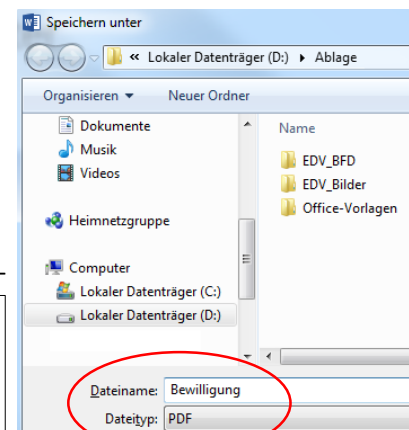 Speichern unter
« Lokaler Datenträger (D:) ▸ Ablage
Organisieren ▾ Neuer Ordner
Dokumente
Musik
Videos
Heimnetzgruppe
Computer
Lokaler Datenträger (C:)
Lokaler Datenträger (D:)
Name
EDV_BFD
EDV_Bilder
Office-Vorlagen
Dateiname: Bewilligung
Dateityp: PDF